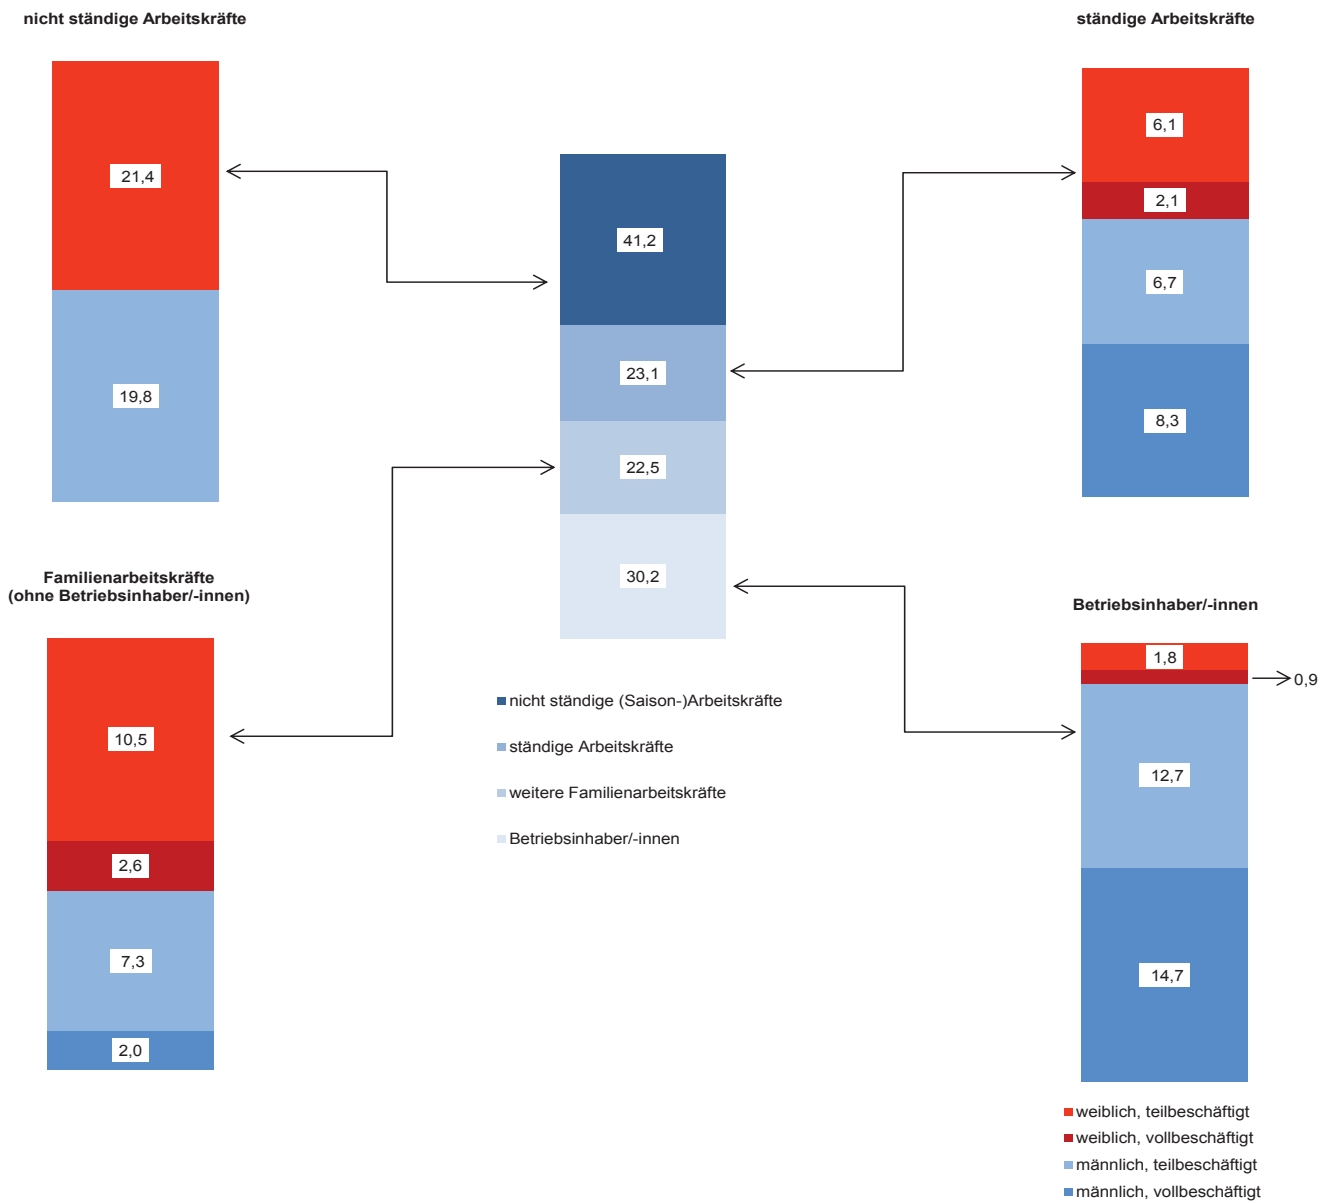 nicht ständige Arbeitskräfte
21,4
19,8
ständige Arbeitskräfte
6,1
2,1
6,7
8,3
41,2
23,1
22,5
30,2
nicht ständige (Saison-)Arbeitskräfte
ständige Arbeitskräfte
weitere Familienarbeitskräfte
Betriebsinhaber/-innen
Familienarbeitskräfte
(ohne Betriebsinhaber/-innen)
10,5
2,6
7,3
2,0
Betriebsinhaber/-innen
1,8
0,9
12,7
14,7
weiblich, teilbeschäftigt
weiblich, vollbeschäftigt
männlich, teilbeschäftigt
männlich, vollbeschäftigt